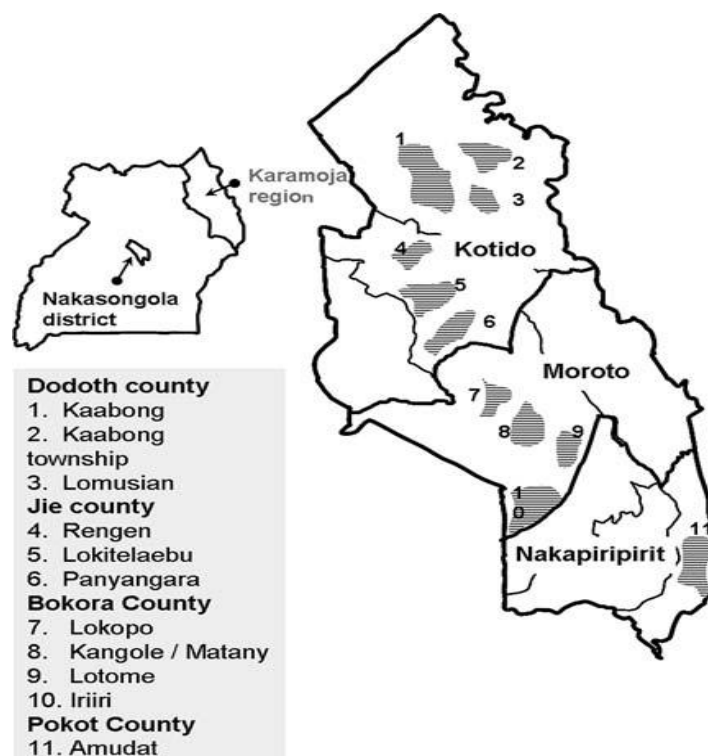 Karamoja
region
Nakasongola
district
1
2
3
Kotido
4
5
6
Moroto
7
8
9
1
0
Nakapiripirit
11
Dodoth county
1. Kaabong
2. Kaabong
township
3. Lomusian
Jie county
4. Rengen
5. Lokitelaebu
6. Panyangara
Bokora County
7. Lokopo
8. Kangole / Matany
9. Lotome
10. Iriiri
Pokot County
11. Amudat